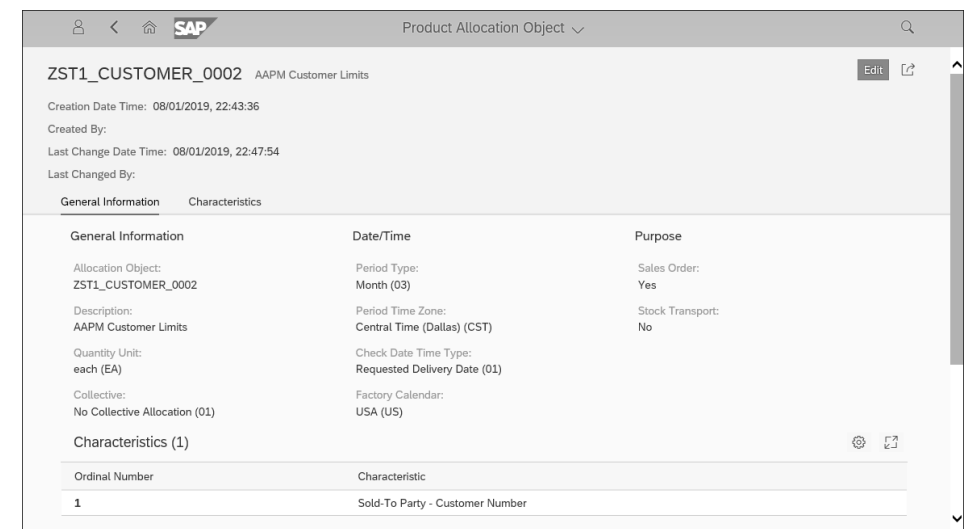 SAP
Product Allocation Object
ZST1_CUSTOMER_0002 AAPM Customer Limits
Edit
Creation Date Time: 08/01/2019, 22:43:36
Created By:
Last Change Date Time: 08/01/2019, 22:47:54
Last Changed By:
General Information Characteristics
General Information Date/Time Purpose
Allocation Object: Period Type: Sales Order:
ZST1_CUSTOMER_0002 Month (03) Yes
Description: Period Time Zone: Stock Transport:
AAPM Customer Limits Central Time (Dallas) (CST) No
Quantity Unit: Check Date Time Type:
each (EA) Requested Delivery Date (01)
Collective: Factory Calendar:
No Collective Allocation (01) USA (US)
Characteristics (1)
Ordinal Number Characteristic
1 Sold-To Party - Customer Number